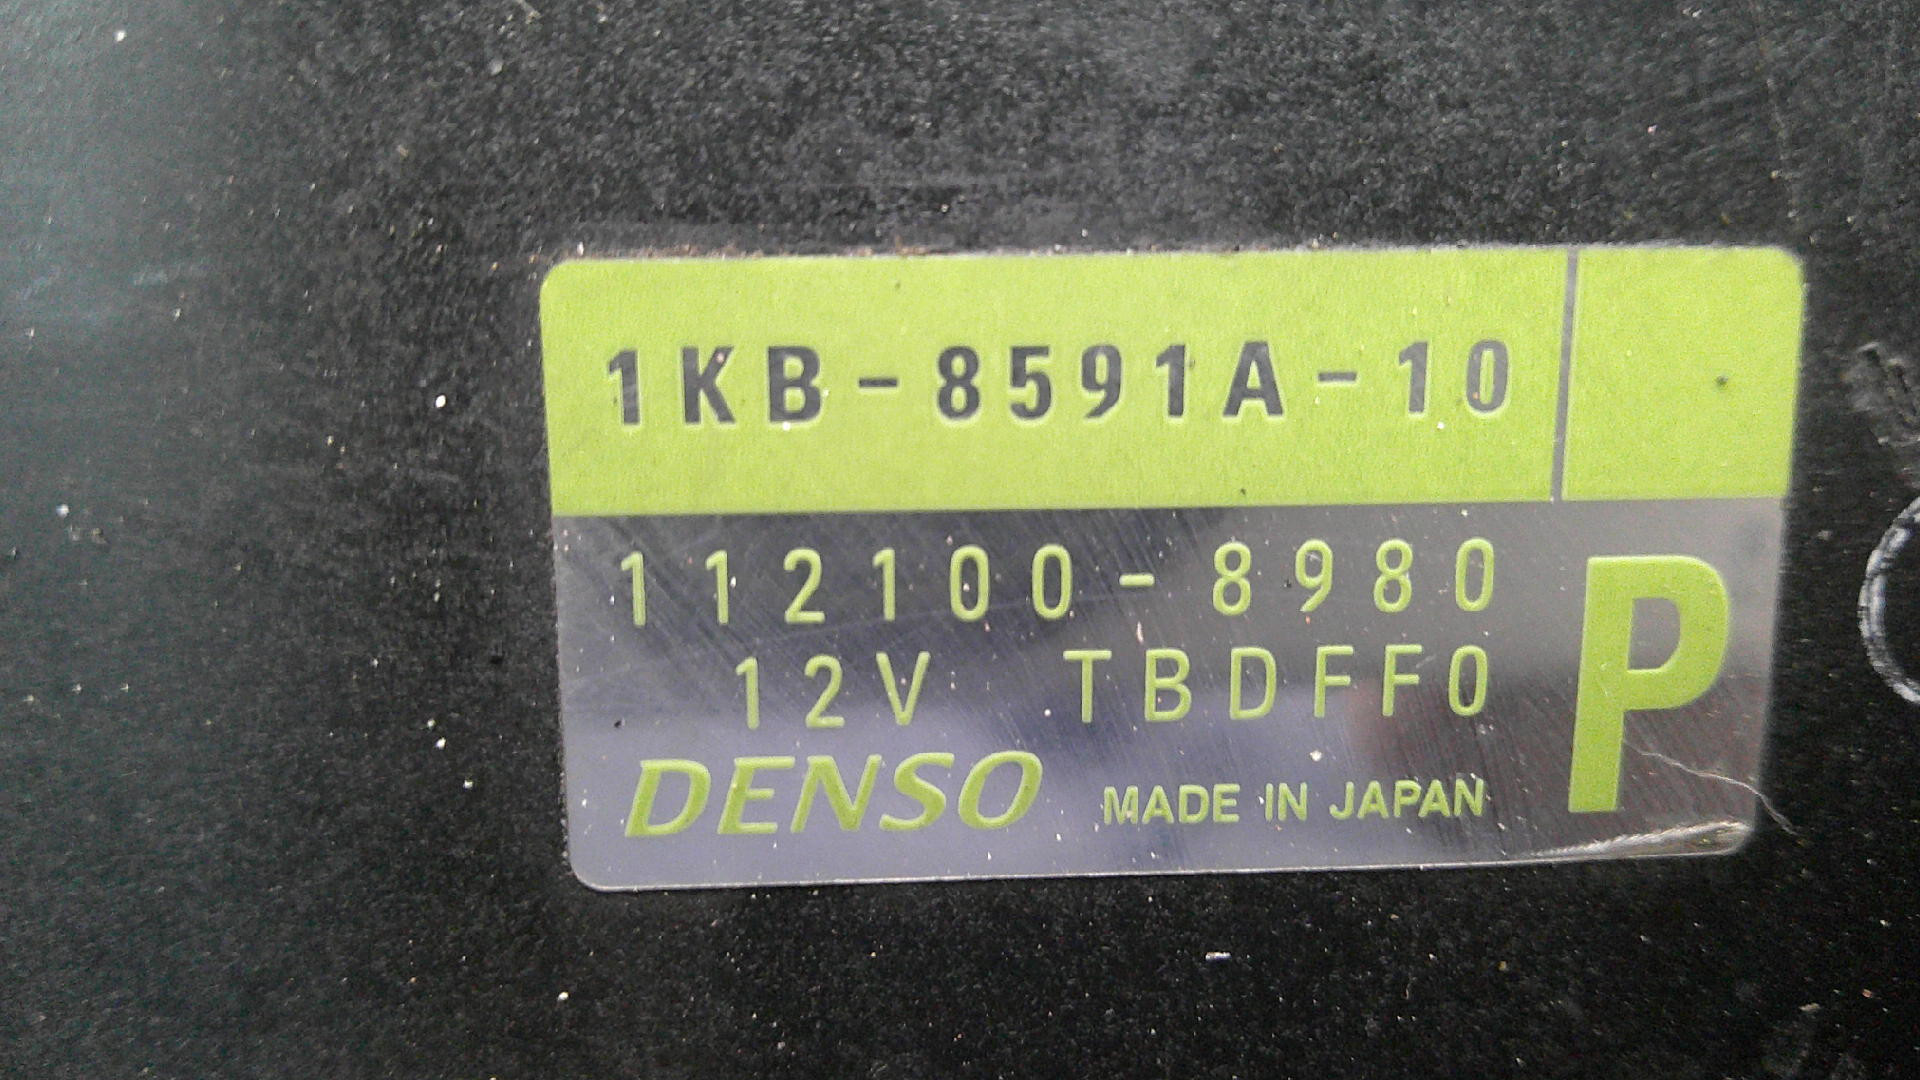 1KB-8591A-10
112100-8980
12V TBDFF0
DENSO MADE IN JAPAN
P